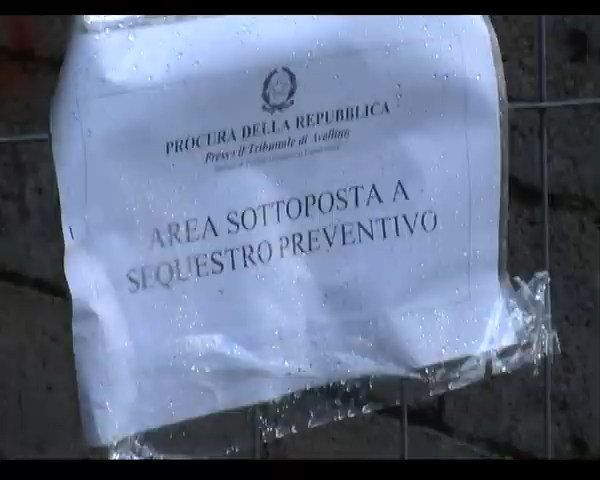 PROCURA DELLA REPUBBLICA
Presso il Tribunale di Avellino
AREA SOTTOPOSTA A
SEQUESTRO PREVENTIVO